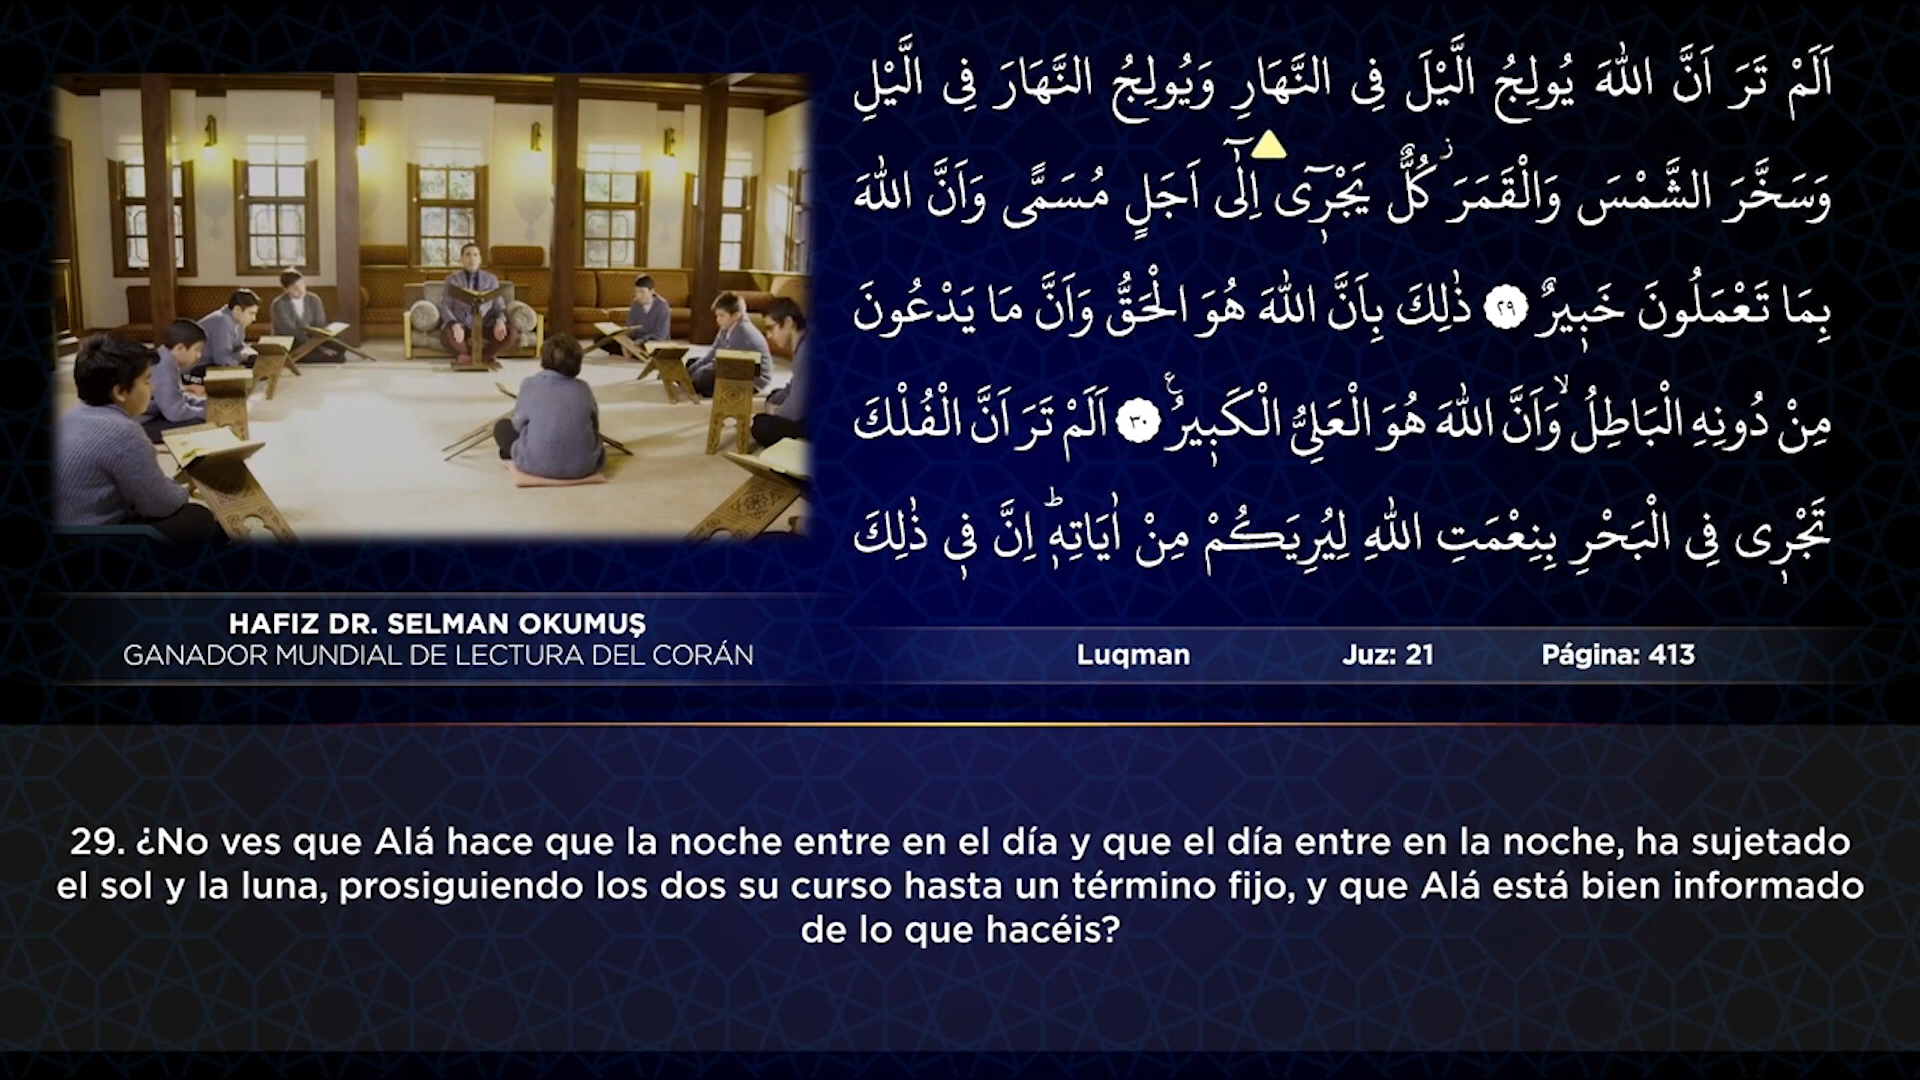 اَلَمْ تَرَ اَنَّ اللّٰهَ يُولِجُ الَّيْلَ فِى النَّهَارِ وَيُولِجُ النَّهَارَ فِى الَّيْلِ
وَسَخَّرَ الشَّمْسَ وَالْقَمَرَۘ كُلٌّ يَجْر۪ٓى اِلٰٓى اَجَلٍ مُسَمًّى وَاَنَّ اللّٰهَ
بِمَا تَعْمَلُونَ خَب۪يرٌ ﴿٢٩﴾ ذٰلِكَ بِاَنَّ اللّٰهَ هُوَ الْحَقُّ وَاَنَّ مَا يَدْعُونَ
مِنْ دُونِهِ الْبَاطِلُۙ وَاَنَّ اللّٰهَ هُوَ الْعَلِيُّ الْكَب۪يرُ ﴿٣٠﴾ اَلَمْ تَرَ اَنَّ الْفُلْكَ
تَجْر۪ى فِى الْبَحْرِ بِنِعْمَتِ اللّٰهِ لِيُرِيَكُمْ مِنْ اٰيَاتِه۪ۜ اِنَّ ف۪ى ذٰلِكَ
HAFIZ DR. SELMAN OKUMUŞ
GANADOR MUNDIAL DE LECTURA DEL CORÁN
Luqman Juz: 21 Página: 413
29. ¿No ves que Alá hace que la noche entre en el día y que el día entre en la noche, ha sujetado
el sol y la luna, prosiguiendo los dos su curso hasta un término fijo, y que Alá está bien informado
de lo que hacéis?